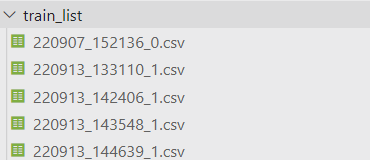 train_list
220907_152136_0.csv
220913_133110_1.csv
220913_142406_1.csv
220913_143548_1.csv
220913_144639_1.csv